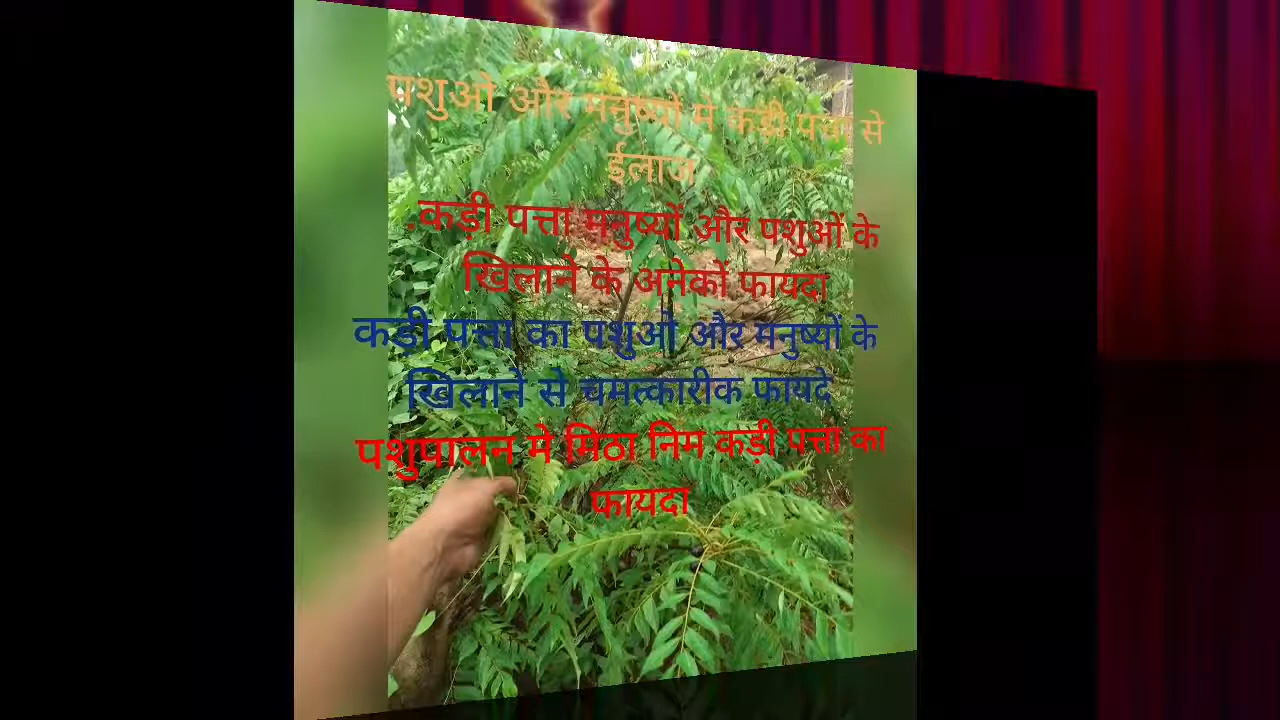 पशुओ और मनुष्यों मे कडी पत्ता से
ईलाज
.कड़ी पत्ता मनुष्यों और पशुओं के
खिलाने के अनेकों फायदा
कडी पत्ता का पशुओ और मनुष्यों के
खिलाने से चमत्कारीक फायदे
पशुपालन मे मिठा निम कड़ी पत्ता का
फायदा